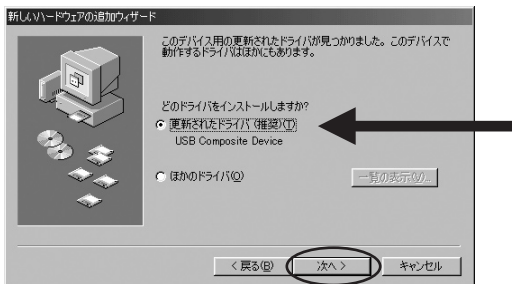 新しいハードウェアの追加ウィザード
このデバイス用の更新されたドライバが見つかりました。このデバイスで
動作するドライバはほかにもあります。
どのドライバをインストールしますか?
更新されたドライバ (推奨)(T)
USB Composite Device
ほかのドライバ(O)
一覧の表示(V)...
< 戻る(B)
次へ >
キャンセル